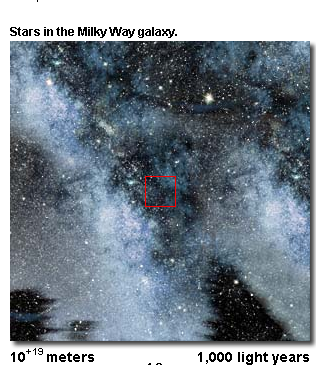 Stars in the Milky Way galaxy.
10+19 meters
1,000 light years